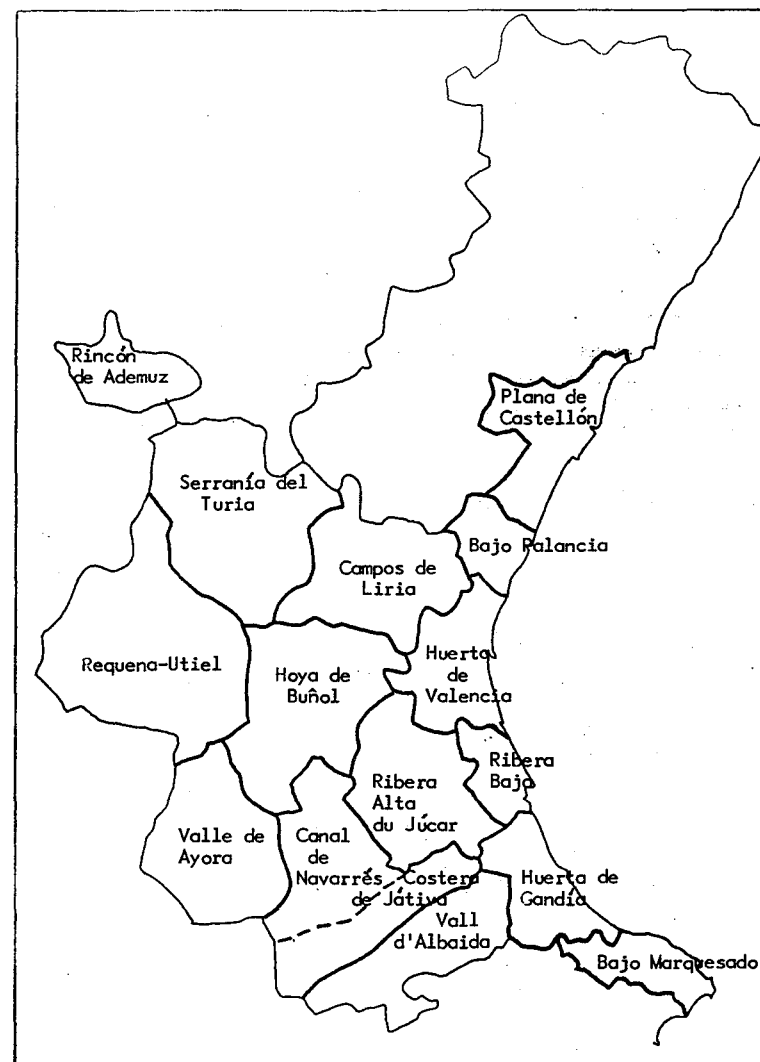 Rincón
de Ademuz
Plana de
Castellón
Serranía del
Turia
Bajo Palancia
Campos de
Liria
Requena-Utiel
Hoya de
Buñol
Huerta
de
Valencia
Ribera
Baja
Ribera
Alta
du Júcar
Valle de
Ayora
Canal
de
Navarrés
Costera
de Játiva
Huerta de
Gandía
Vall
d'Albaida
Bajo Marquesado